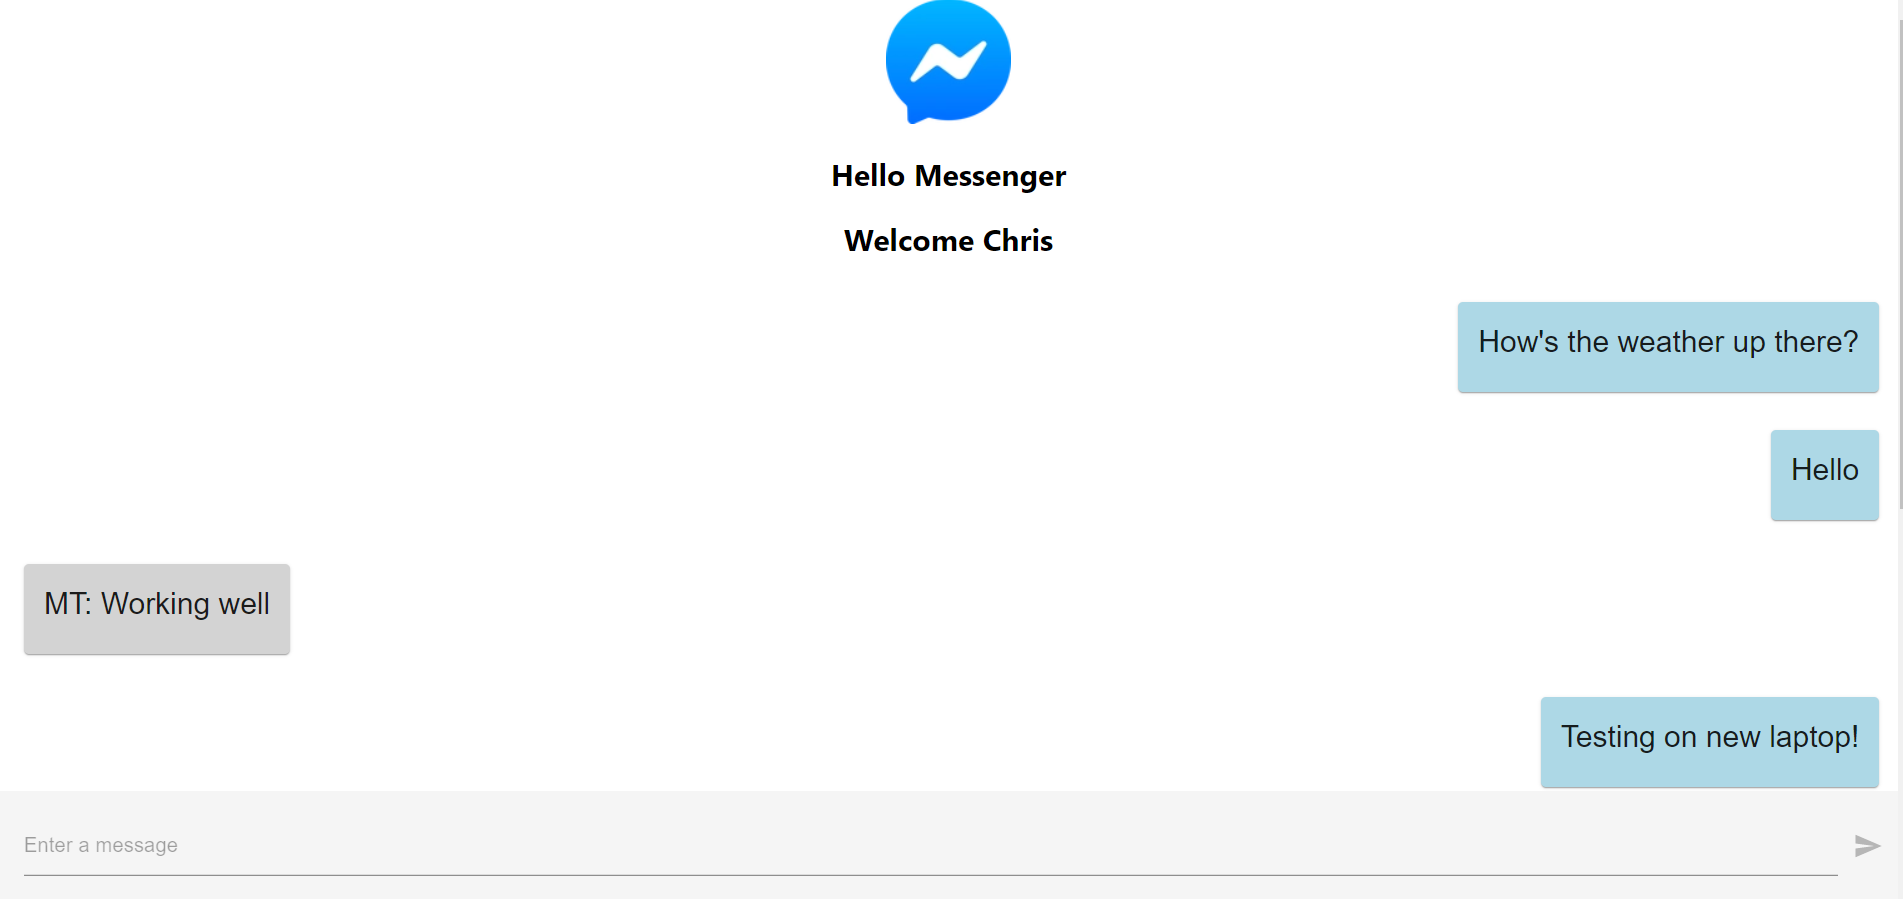 Hello Messenger
Welcome Chris
How's the weather up there?
Hello
MT: Working well
Testing on new laptop!
Enter a message